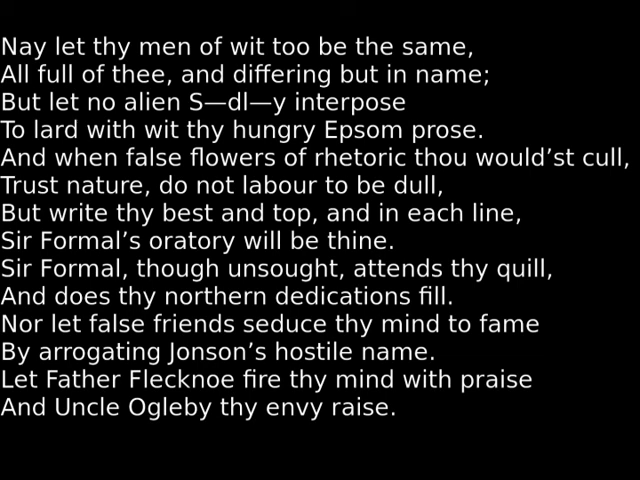 Nay let thy men of wit too be the same,
All full of thee, and differing but in name;
But let no alien S—dl—y interpose
To lard with wit thy hungry Epsom prose.
And when false flowers of rhetoric thou would’st cull,
Trust nature, do not labour to be dull,
But write thy best and top, and in each line,
Sir Formal’s oratory will be thine.
Sir Formal, though unsought, attends thy quill,
And does thy northern dedications fill.
Nor let false friends seduce thy mind to fame
By arrogating Jonson’s hostile name.
Let Father Flecknoe fire thy mind with praise
And Uncle Ogleby thy envy raise.